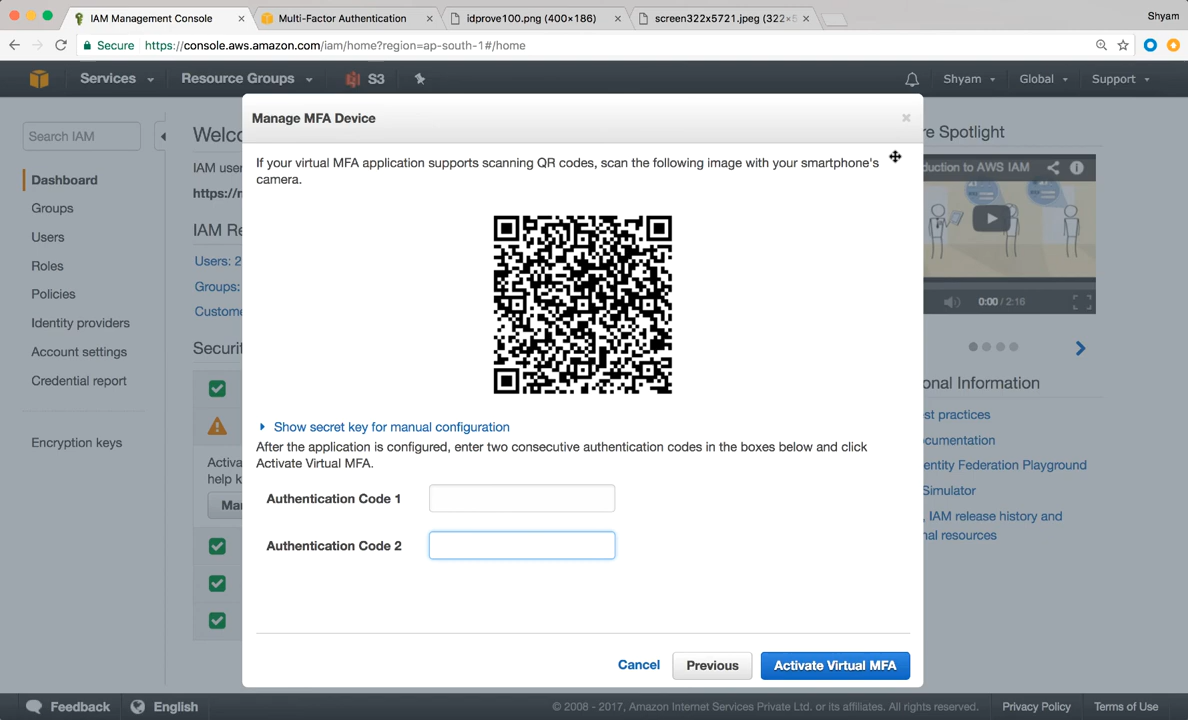 IAM Management Console
Multi-Factor Authentication
idprove100.png (400×186)
screen322x5721.jpeg (322×5
Shyam
Secure https://console.aws.amazon.com/iam/home?region=ap-south-1#/home
Services Resource Groups S3 Shyam Global Support
Manage MFA Device
If your virtual MFA application supports scanning QR codes, scan the following image with your smartphone's
camera.
Show secret key for manual configuration
After the application is configured, enter two consecutive authentication codes in the boxes below and click
Activate Virtual MFA.
Authentication Code 1
Authentication Code 2
Cancel Previous Activate Virtual MFA
Search IAM
Dashboard
Groups
Users
Roles
Policies
Identity providers
Account settings
Credential report
Encryption keys
Welc
IAM use
https://
IAM Re
Users: 2
Groups:
Custome
Securit
Activa
help k
Ma
re Spotlight
duction to AWS IAM
0:00 / 2:16
onal Information
st practices
cumentation
entity Federation Playground
Simulator
, IAM release history and
nal resources
Feedback English © 2008 - 2017, Amazon Internet Services Private Ltd. or its affiliates. All rights reserved. Privacy Policy Terms of Use